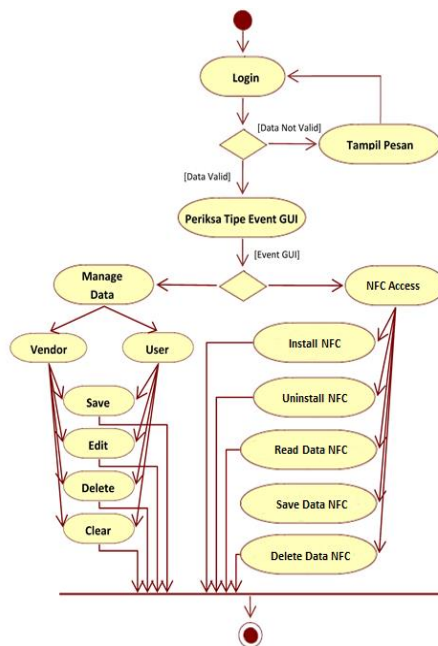 Login
[Data Not Valid]
Tampil Pesan
[Data Valid]
Periksa Tipe Event GUI
[Event GUI]
Manage
Data
NFC Access
Vendor
User
Install NFC
Save
Uninstall NFC
Edit
Read Data NFC
Delete
Save Data NFC
Clear
Delete Data NFC